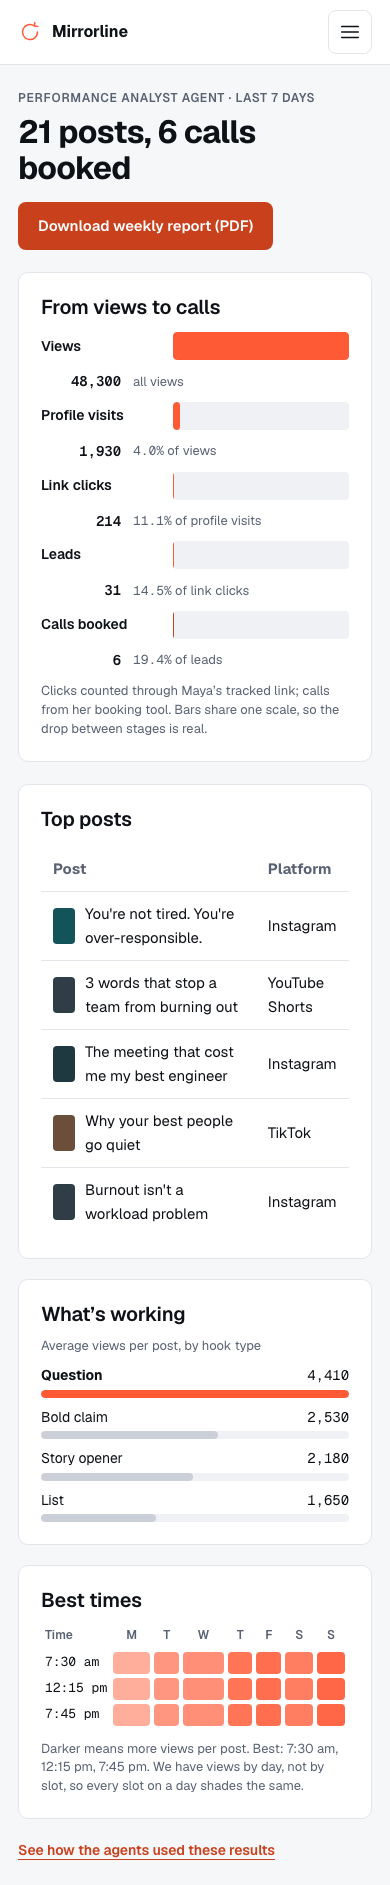 Mirrorline
PERFORMANCE ANALYST AGENT · LAST 7 DAYS
21 posts, 6 calls
booked
Download weekly report (PDF)
From views to calls
Views
48,300 all views
Profile visits
1,930 4.0% of views
Link clicks
214 11.1% of profile visits
Leads
31 14.5% of link clicks
Calls booked
6 19.4% of leads
Clicks counted through Maya’s tracked link; calls
from her booking tool. Bars share one scale, so the
drop between stages is real.
Top posts
Post Platform
You're not tired. You're
over-responsible.
Instagram
3 words that stop a
team from burning out
YouTube
Shorts
The meeting that cost
me my best engineer
Instagram
Why your best people
go quiet
TikTok
Burnout isn't a
workload problem
Instagram
What’s working
Average views per post, by hook type
Question 4,410
Bold claim 2,530
Story opener 2,180
List 1,650
Best times
Time M T W T F S S
7:30 am
12:15 pm
7:45 pm
Darker means more views per post. Best: 7:30 am,
12:15 pm, 7:45 pm. We have views by day, not by
slot, so every slot on a day shades the same.
See how the agents used these results